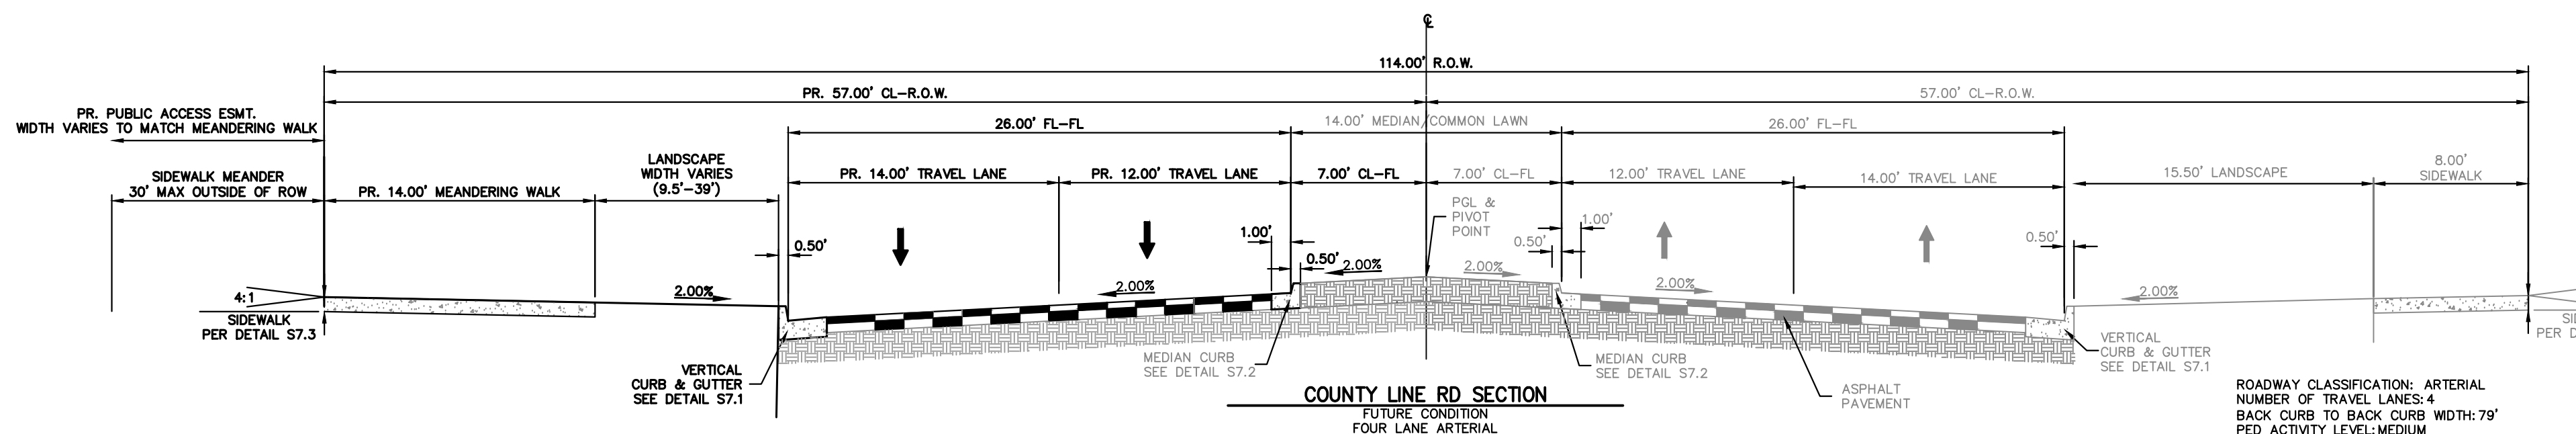 ℄
114.00' R.O.W.
PR. 57.00' CL-R.O.W.
57.00' CL-R.O.W.
PR. PUBLIC ACCESS ESMT.
WIDTH VARIES TO MATCH MEANDERING WALK
26.00' FL-FL
14.00' MEDIAN/COMMON LAWN
26.00' FL-FL
SIDEWALK MEANDER
30' MAX OUTSIDE OF ROW
PR. 14.00' MEANDERING WALK
LANDSCAPE
WIDTH VARIES
(9.5'-39')
PR. 14.00' TRAVEL LANE
PR. 12.00' TRAVEL LANE
7.00' CL-FL
7.00' CL-FL
12.00' TRAVEL LANE
14.00' TRAVEL LANE
15.50' LANDSCAPE
8.00'
SIDEWALK
PGL &
PIVOT
POINT
0.50'
1.00'
0.50'
0.50'
1.00'
0.50'
4:1
2.00%
2.00%
2.00%
2.00%
2.00%
2.00%
SIDEWALK
PER DETAIL S7.3
VERTICAL
CURB & GUTTER
SEE DETAIL S7.1
MEDIAN CURB
SEE DETAIL S7.2
MEDIAN CURB
SEE DETAIL S7.2
ASPHALT
PAVEMENT
VERTICAL
CURB & GUTTER
SEE DETAIL S7.1
SI
PER D
COUNTY LINE RD SECTION
FUTURE CONDITION
FOUR LANE ARTERIAL
ROADWAY CLASSIFICATION: ARTERIAL
NUMBER OF TRAVEL LANES: 4
BACK CURB TO BACK CURB WIDTH: 79'
PED ACTIVITY LEVEL: MEDIUM